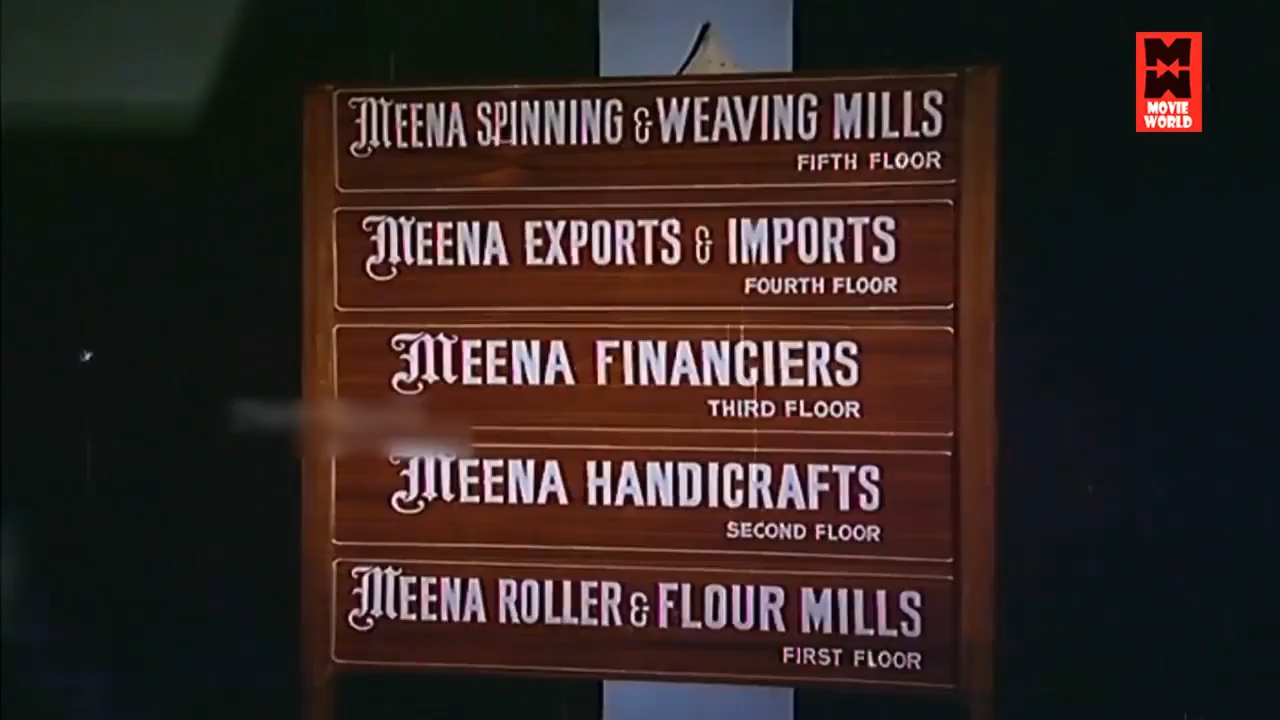 MEENA SPINNING & WEAVING MILLS
FIFTH FLOOR
MEENA EXPORTS & IMPORTS
FOURTH FLOOR
MEENA FINANCIERS
THIRD FLOOR
MEENA HANDICRAFTS
SECOND FLOOR
MEENA ROLLER & FLOUR MILLS
FIRST FLOOR
MOVIE
WORLD